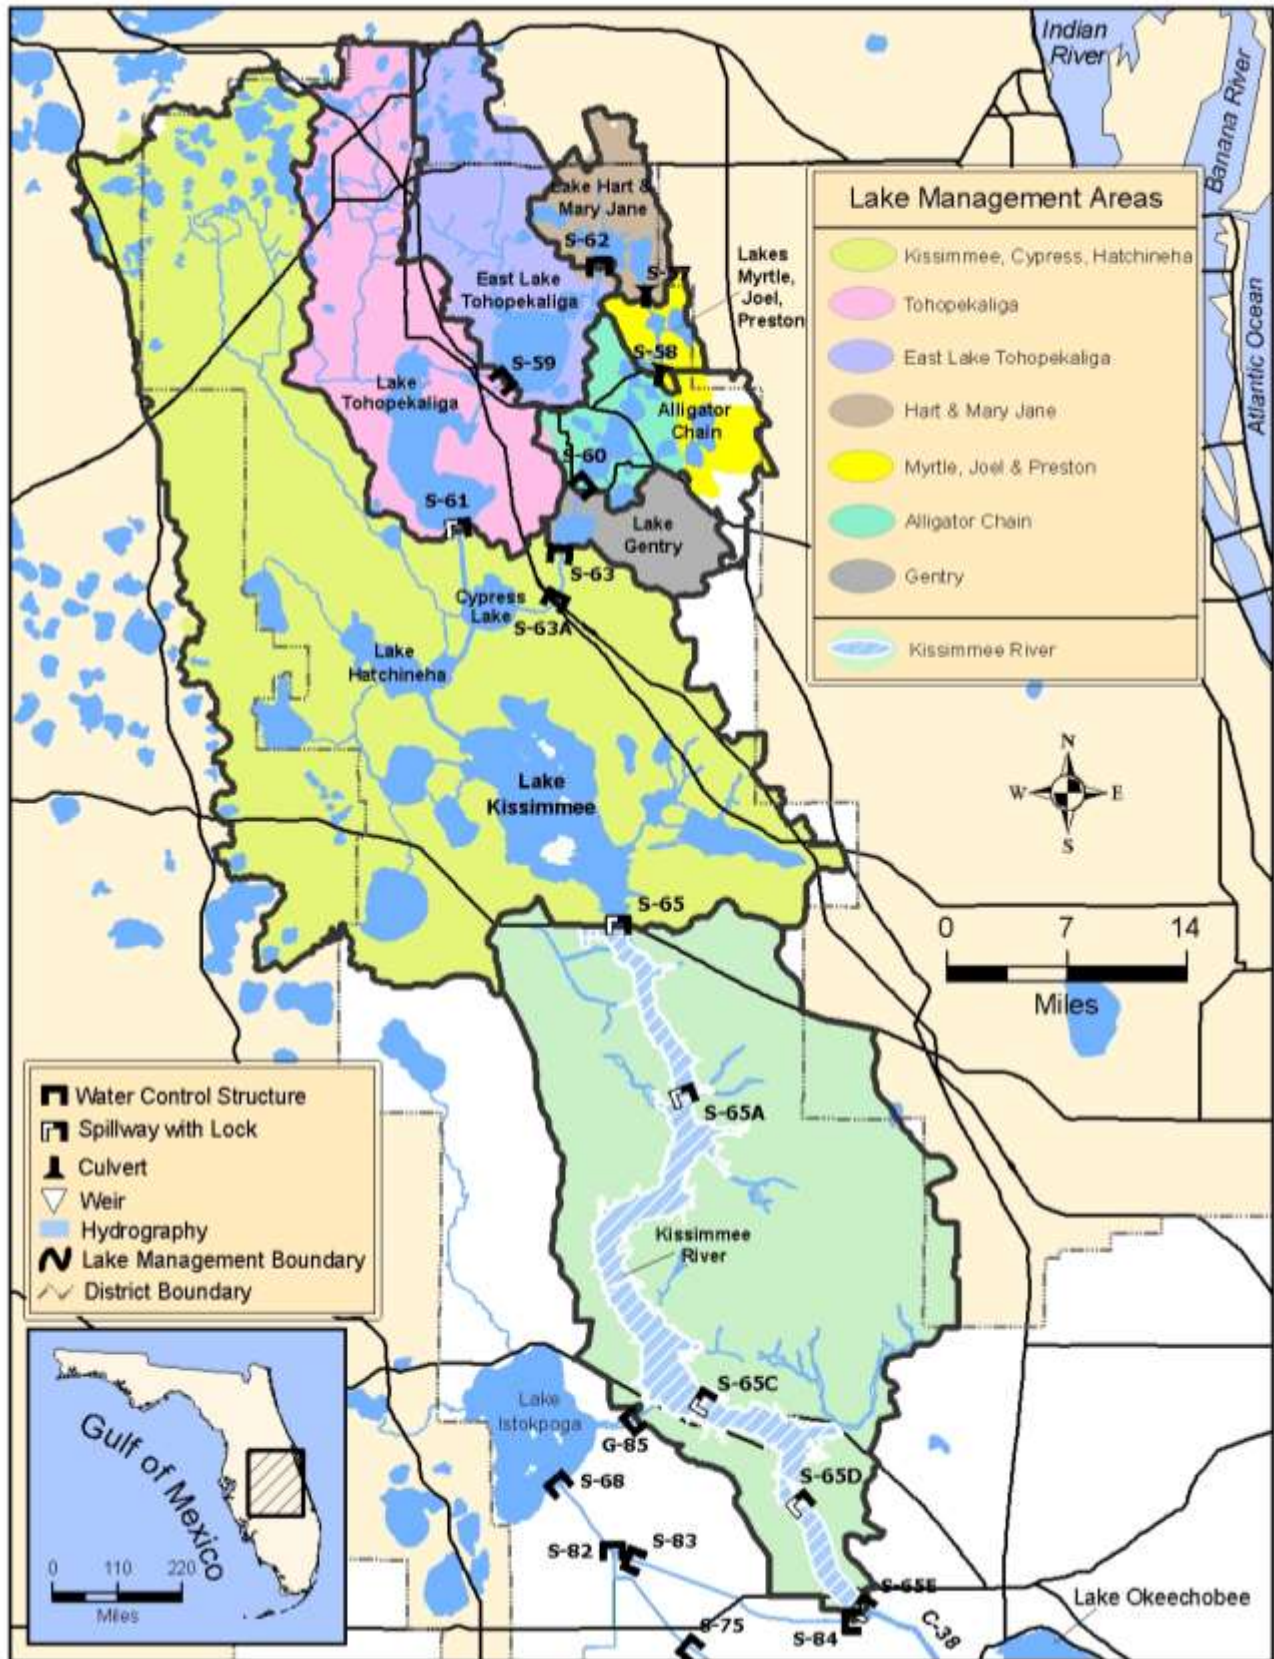 Indian
River
Banana River
Atlantic Ocean
Lake Management Areas
Kissimmee, Cypress, Hatchineha
Tohopekaliga
East Lake Tohopekaliga
Hart & Mary Jane
Myrtle, Joel & Preston
Alligator Chain
Gentry
Kissimmee River
Lake Hart &
Mary Jane
S-62
S-57
Lakes
Myrtle,
Joel,
Preston
East Lake
Tohopekaliga
S-58
S-59
Lake
Tohopekaliga
Alligator
Chain
S-60
S-61
Lake
Gentry
S-63
Cypress
Lake
S-63A
Lake
Hatchineha
Lake
Kissimmee
N
W
E
S
S-65
0 7 14
Miles
S-65A
Kissimmee
River
Water Control Structure
Spillway with Lock
Culvert
Weir
Hydrography
Lake Management Boundary
District Boundary
Gulf of Mexico
0 110 220
Miles
S-65C
Lake
Istokpoga
G-85
S-68
S-65D
S-82
S-83
S-65E
S-75
S-84
C-38
Lake Okeechobee